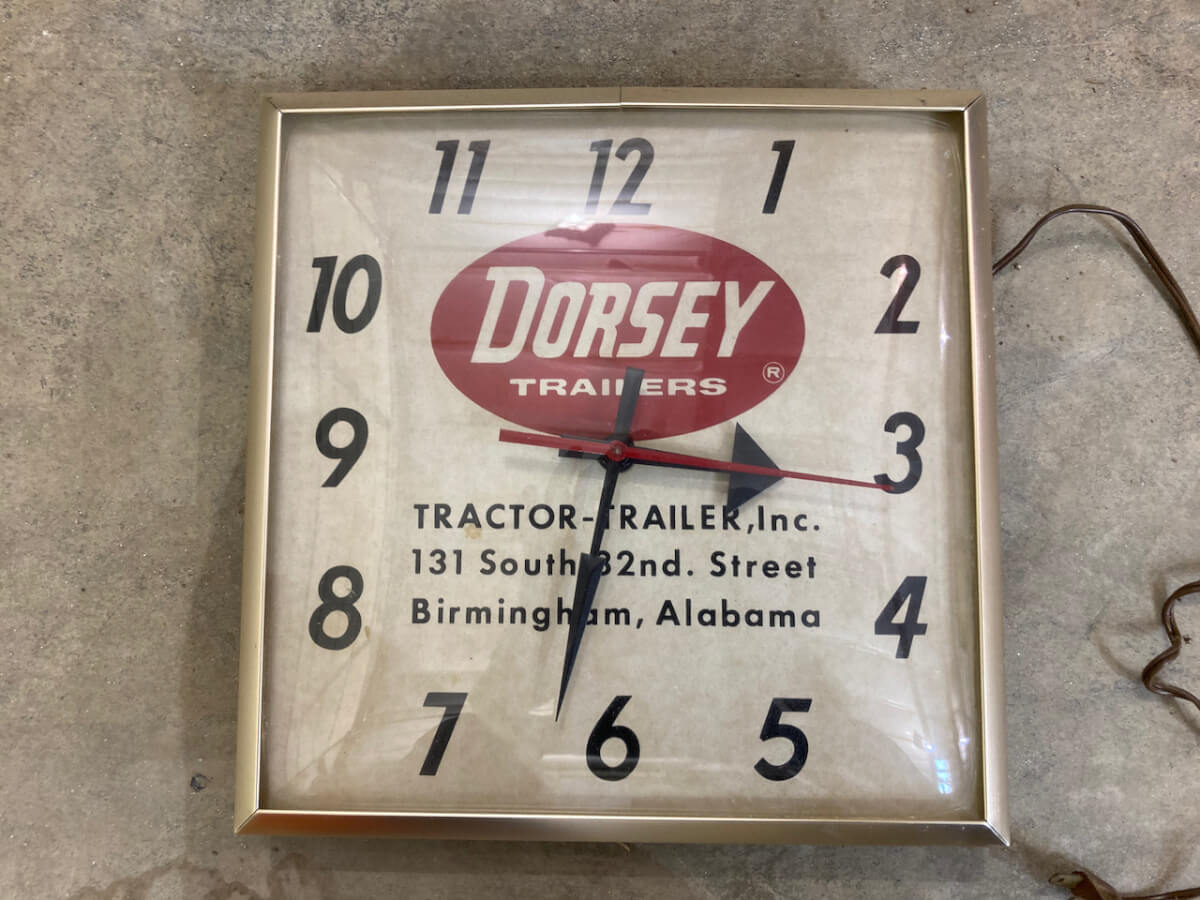 11 12 1
10 2
DORSEY
TRAILERS ®
9 3
TRACTOR-TRAILER, Inc.
131 South 32nd. Street
8 4
Birmingham, Alabama
7 6 5